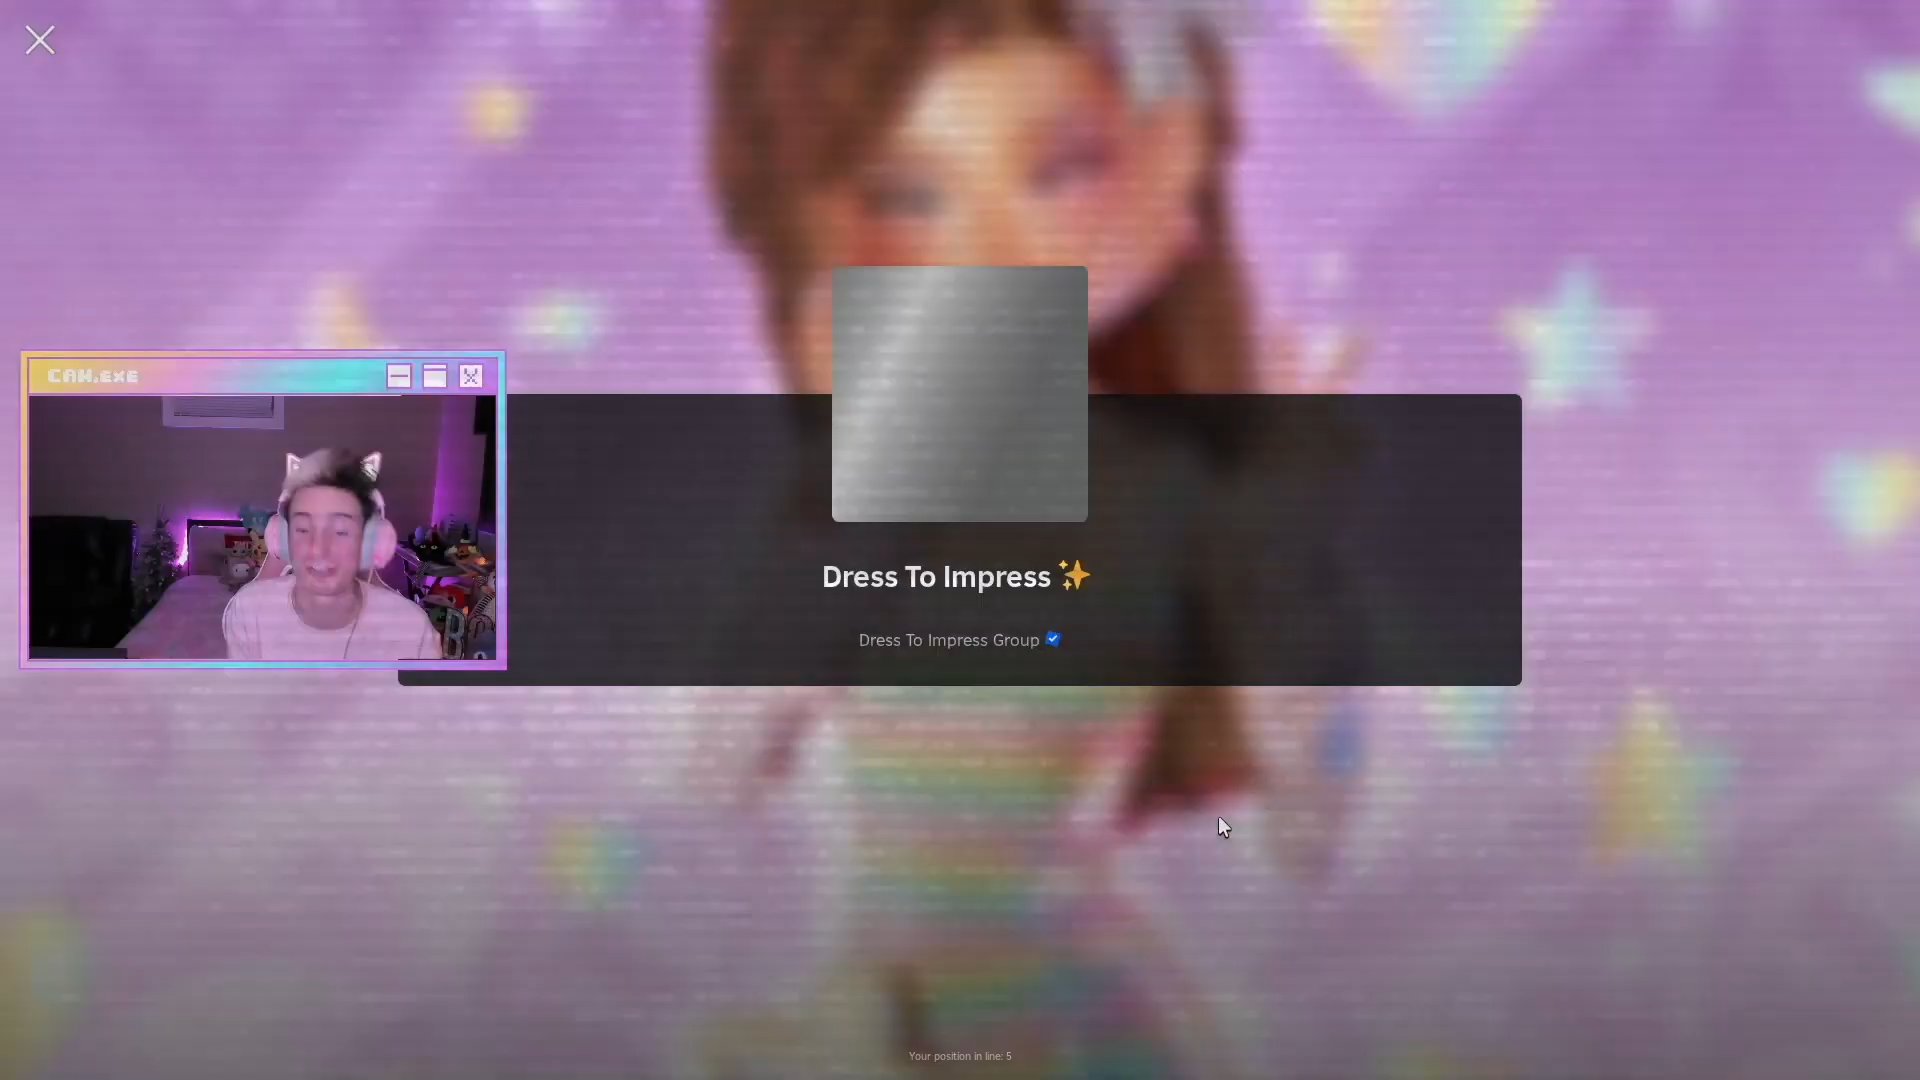 CAM.EXE
Dress To Impress ✨
Dress To Impress Group
Your position in line: 5